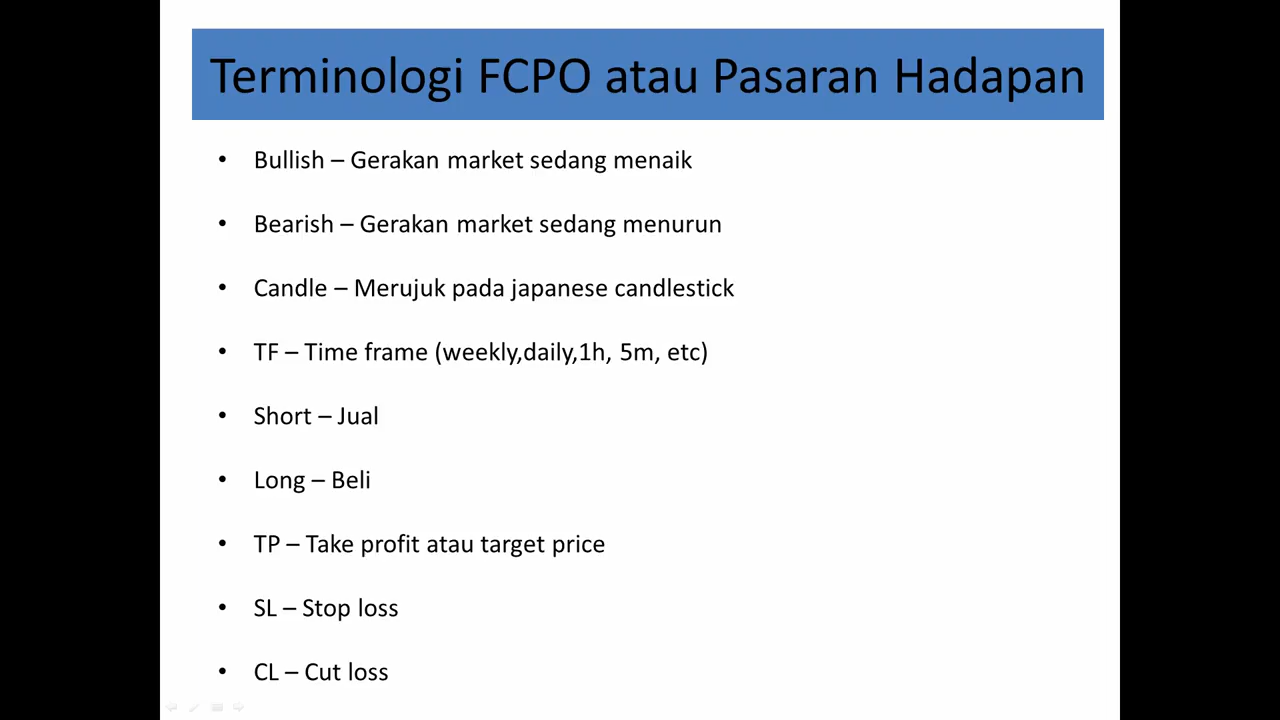 Terminologi FCPO atau Pasaran Hadapan
• Bullish – Gerakan market sedang menaik
• Bearish – Gerakan market sedang menurun
• Candle – Merujuk pada japanese candlestick
• TF – Time frame (weekly,daily,1h, 5m, etc)
• Short – Jual
• Long – Beli
• TP – Take profit atau target price
• SL – Stop loss
• CL – Cut loss